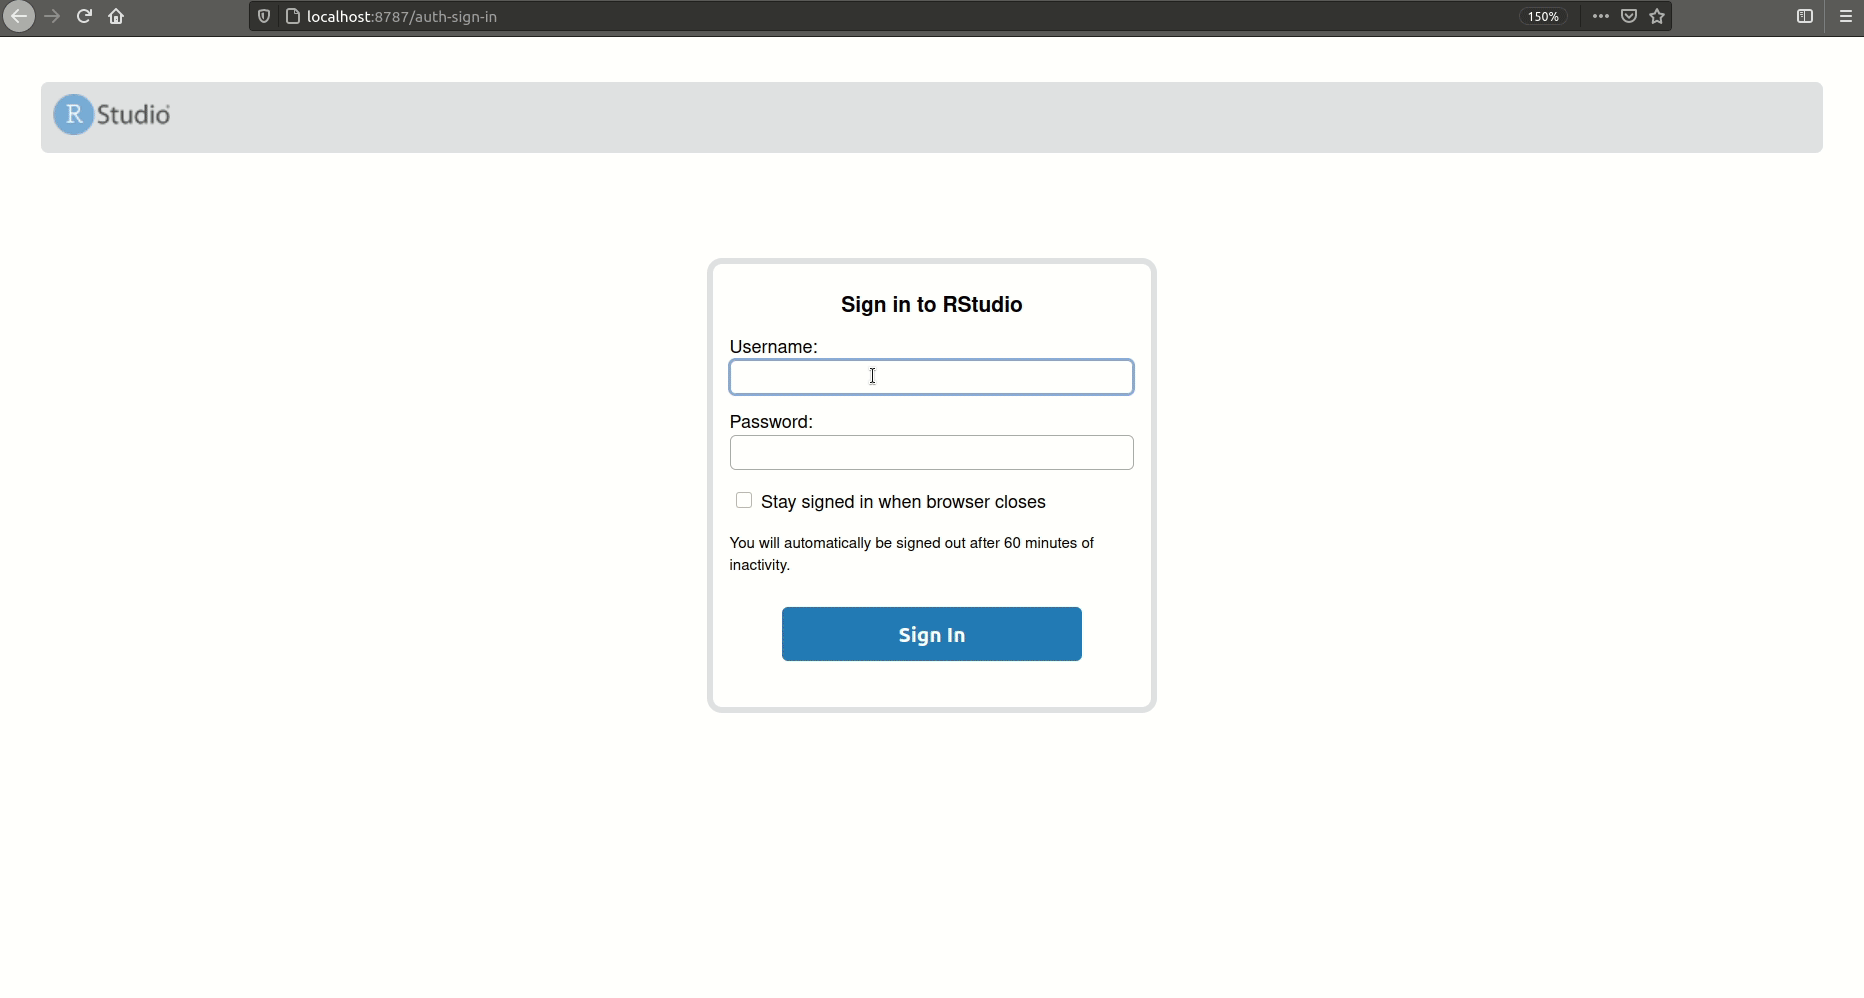 localhost:8787/auth-sign-in
150%
R Studio
Sign in to RStudio
Username:
Password:
Stay signed in when browser closes
You will automatically be signed out after 60 minutes of
inactivity.
Sign In